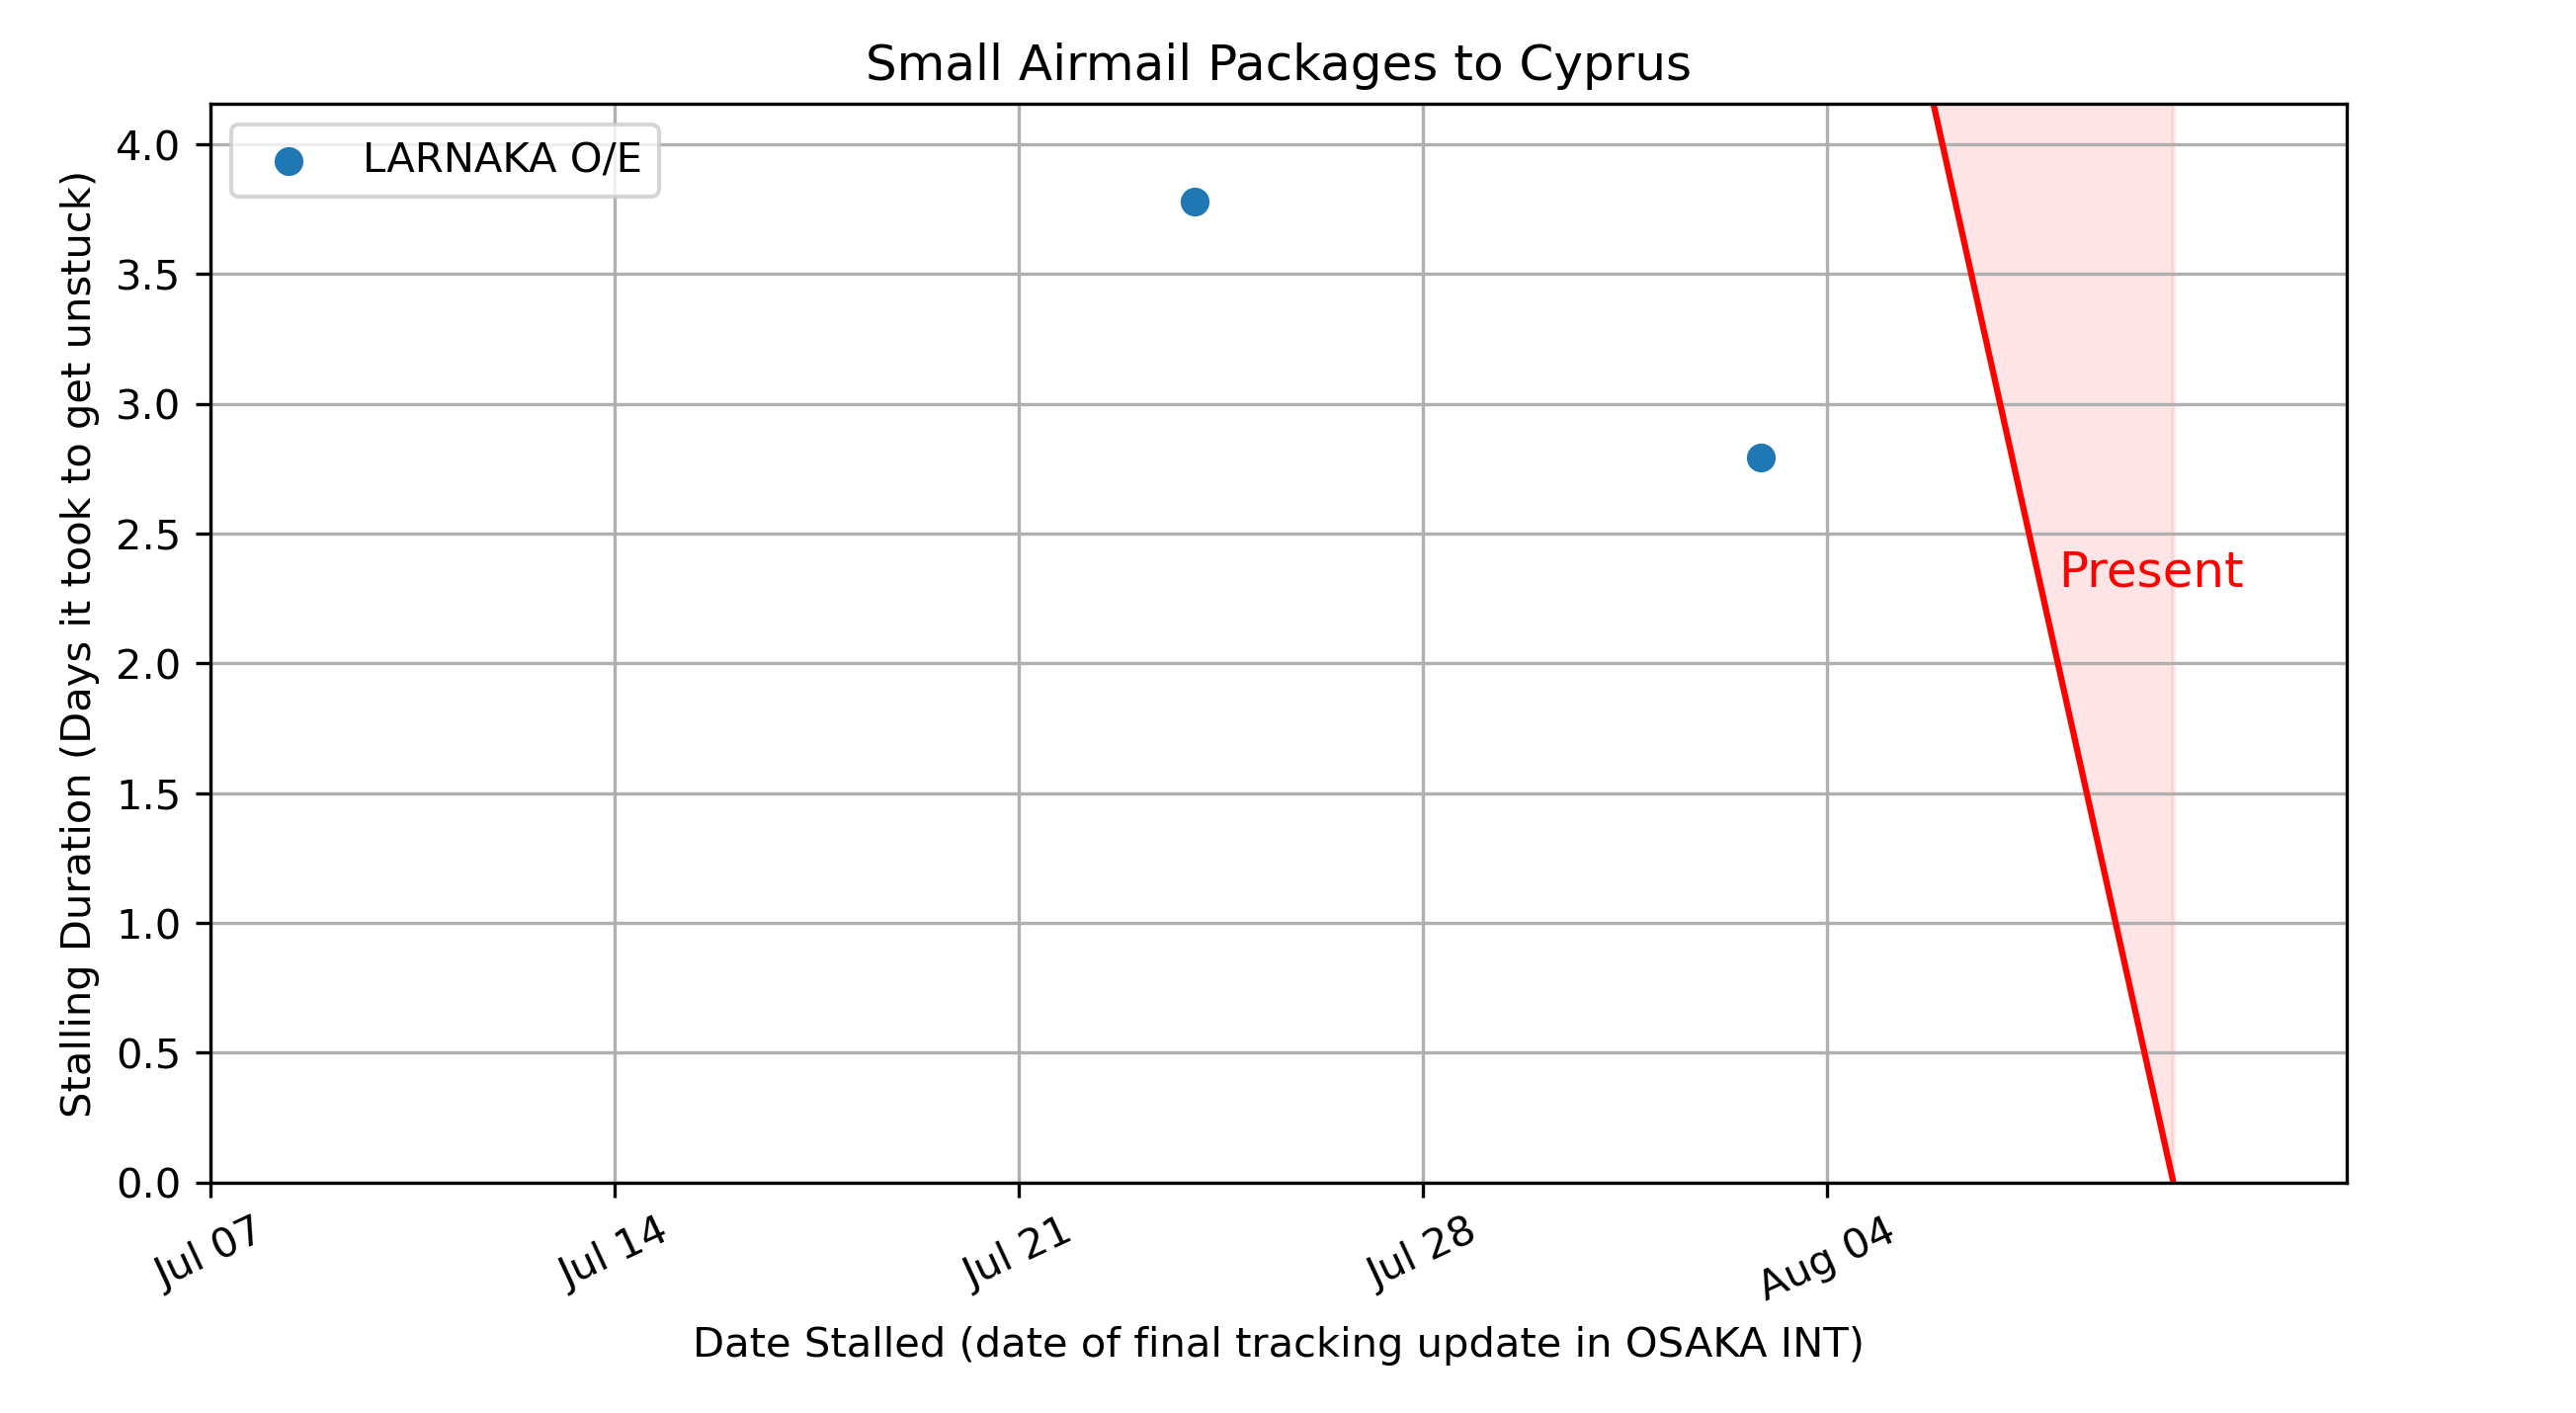 Small Airmail Packages to Cyprus
LARNAKA O/E
Stalling Duration (Days it took to get unstuck)
4.0
3.5
3.0
2.5
2.0
1.5
1.0
0.5
0.0
Present
Jul 07
Jul 14
Jul 21
Jul 28
Aug 04
Date Stalled (date of final tracking update in OSAKA INT)